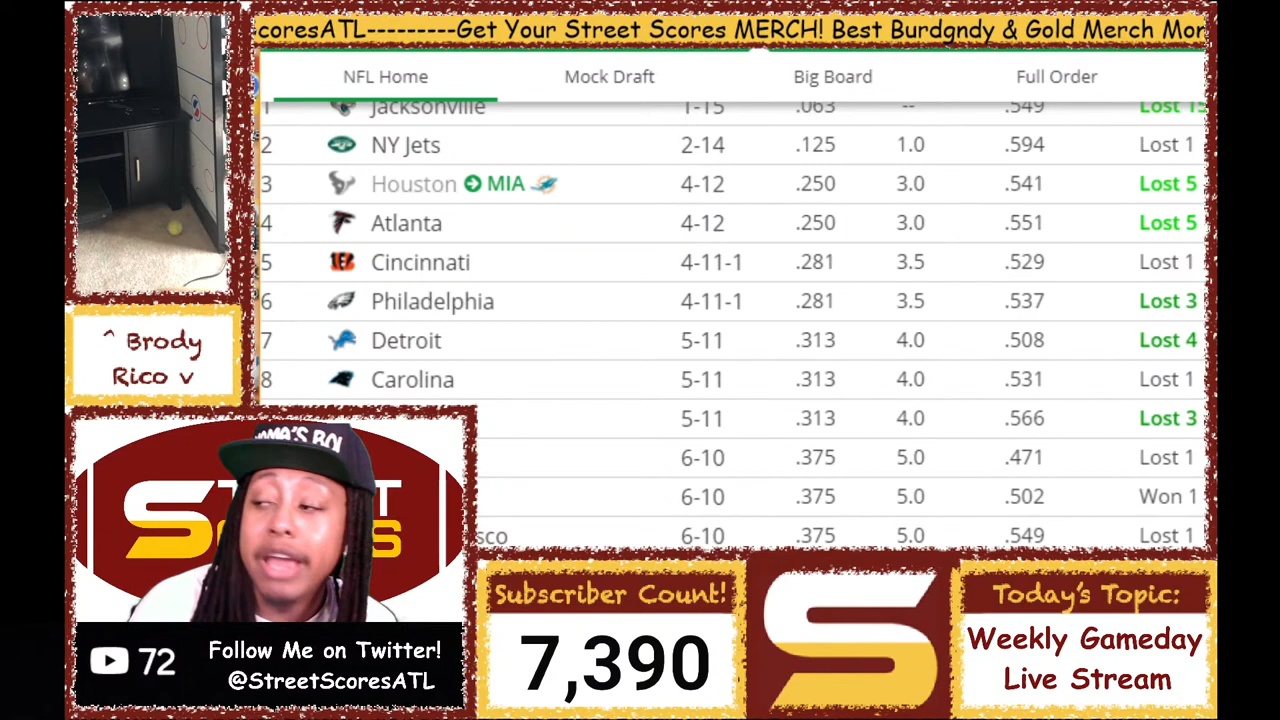 coresATL---------Get Your Street Scores MERCH! Best Burdgndy & Gold Merch Mor
NFL Home Mock Draft Big Board Full Order
1 Jacksonville 1-15 .063 -- .549 Lost 15
2 NY Jets 2-14 .125 1.0 .594 Lost 1
3 Houston MIA 4-12 .250 3.0 .541 Lost 5
4 Atlanta 4-12 .250 3.0 .551 Lost 5
5 Cincinnati 4-11-1 .281 3.5 .529 Lost 1
6 Philadelphia 4-11-1 .281 3.5 .537 Lost 3
7 Detroit 5-11 .313 4.0 .508 Lost 4
8 Carolina 5-11 .313 4.0 .531 Lost 1
5-11 .313 4.0 .566 Lost 3
6-10 .375 5.0 .471 Lost 1
6-10 .375 5.0 .502 Won 1
sco 6-10 .375 5.0 .549 Lost 1
^ Brody
Rico v
72
Follow Me on Twitter!
@StreetScoresATL
Subscriber Count!
7,390
Today's Topic:
Weekly Gameday
Live Stream